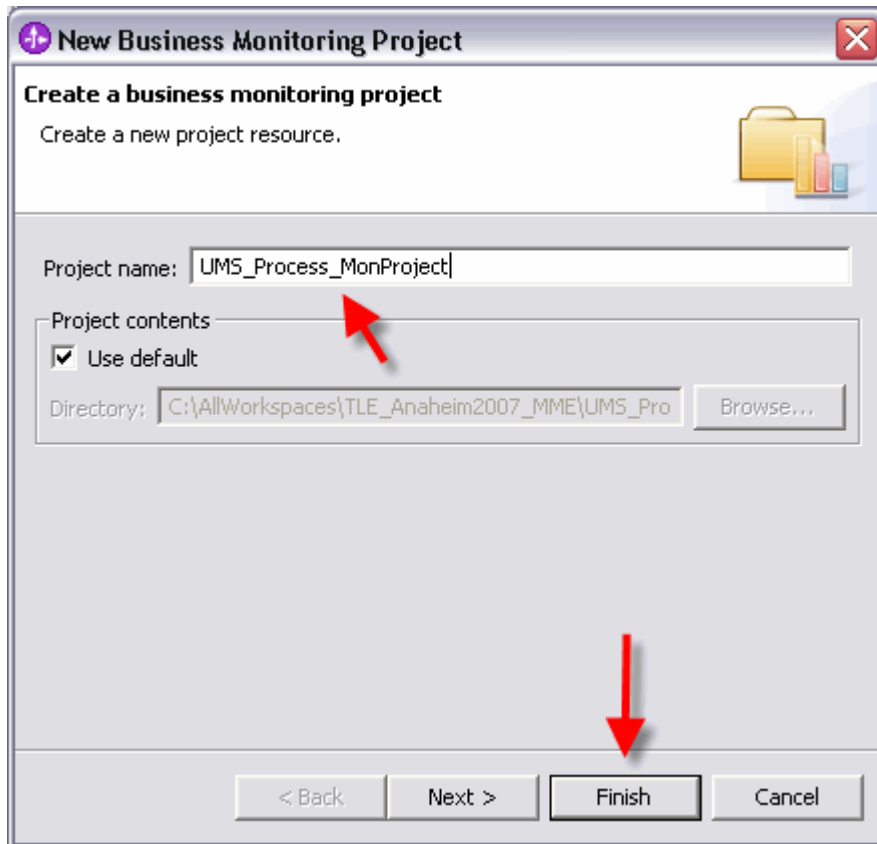 New Business Monitoring Project
Create a business monitoring project
Create a new project resource.
Project name: UMS_Process_MonProject
Project contents
Use default
Directory: C:\AllWorkspaces\TLE_Anaheim2007_MME\UMS_Pro Browse...
< Back Next > Finish Cancel